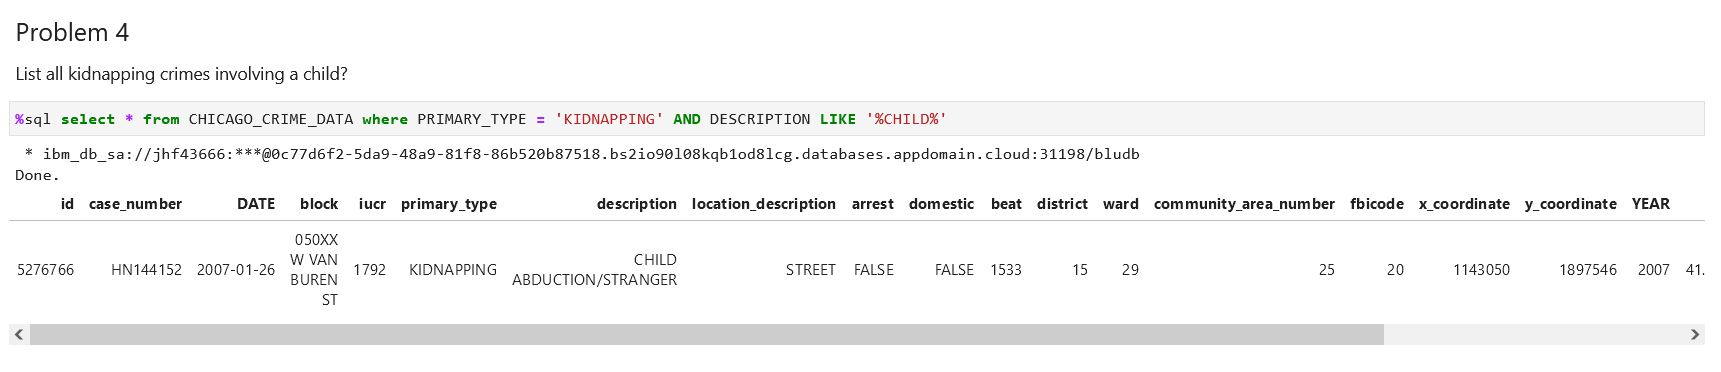 Problem 4
List all kidnapping crimes involving a child?
%sql select * from CHICAGO_CRIME_DATA where PRIMARY_TYPE = 'KIDNAPPING' AND DESCRIPTION LIKE '%CHILD%'
* ibm_db_sa://jhf43666:***@0c77d6f2-5da9-48a9-81f8-86b520b87518.bs2io90l08kqb1od8lcg.databases.appdomain.cloud:31198/bludb
Done.
id case_number DATE block iucr primary_type description location_description arrest domestic beat district ward community_area_number fbicode x_coordinate y_coordinate YEAR
5276766 HN144152 2007-01-26 050XX W VAN BUREN ST 1792 KIDNAPPING CHILD ABDUCTION/STRANGER STREET FALSE FALSE 1533 15 29 25 20 1143050 1897546 2007 41.